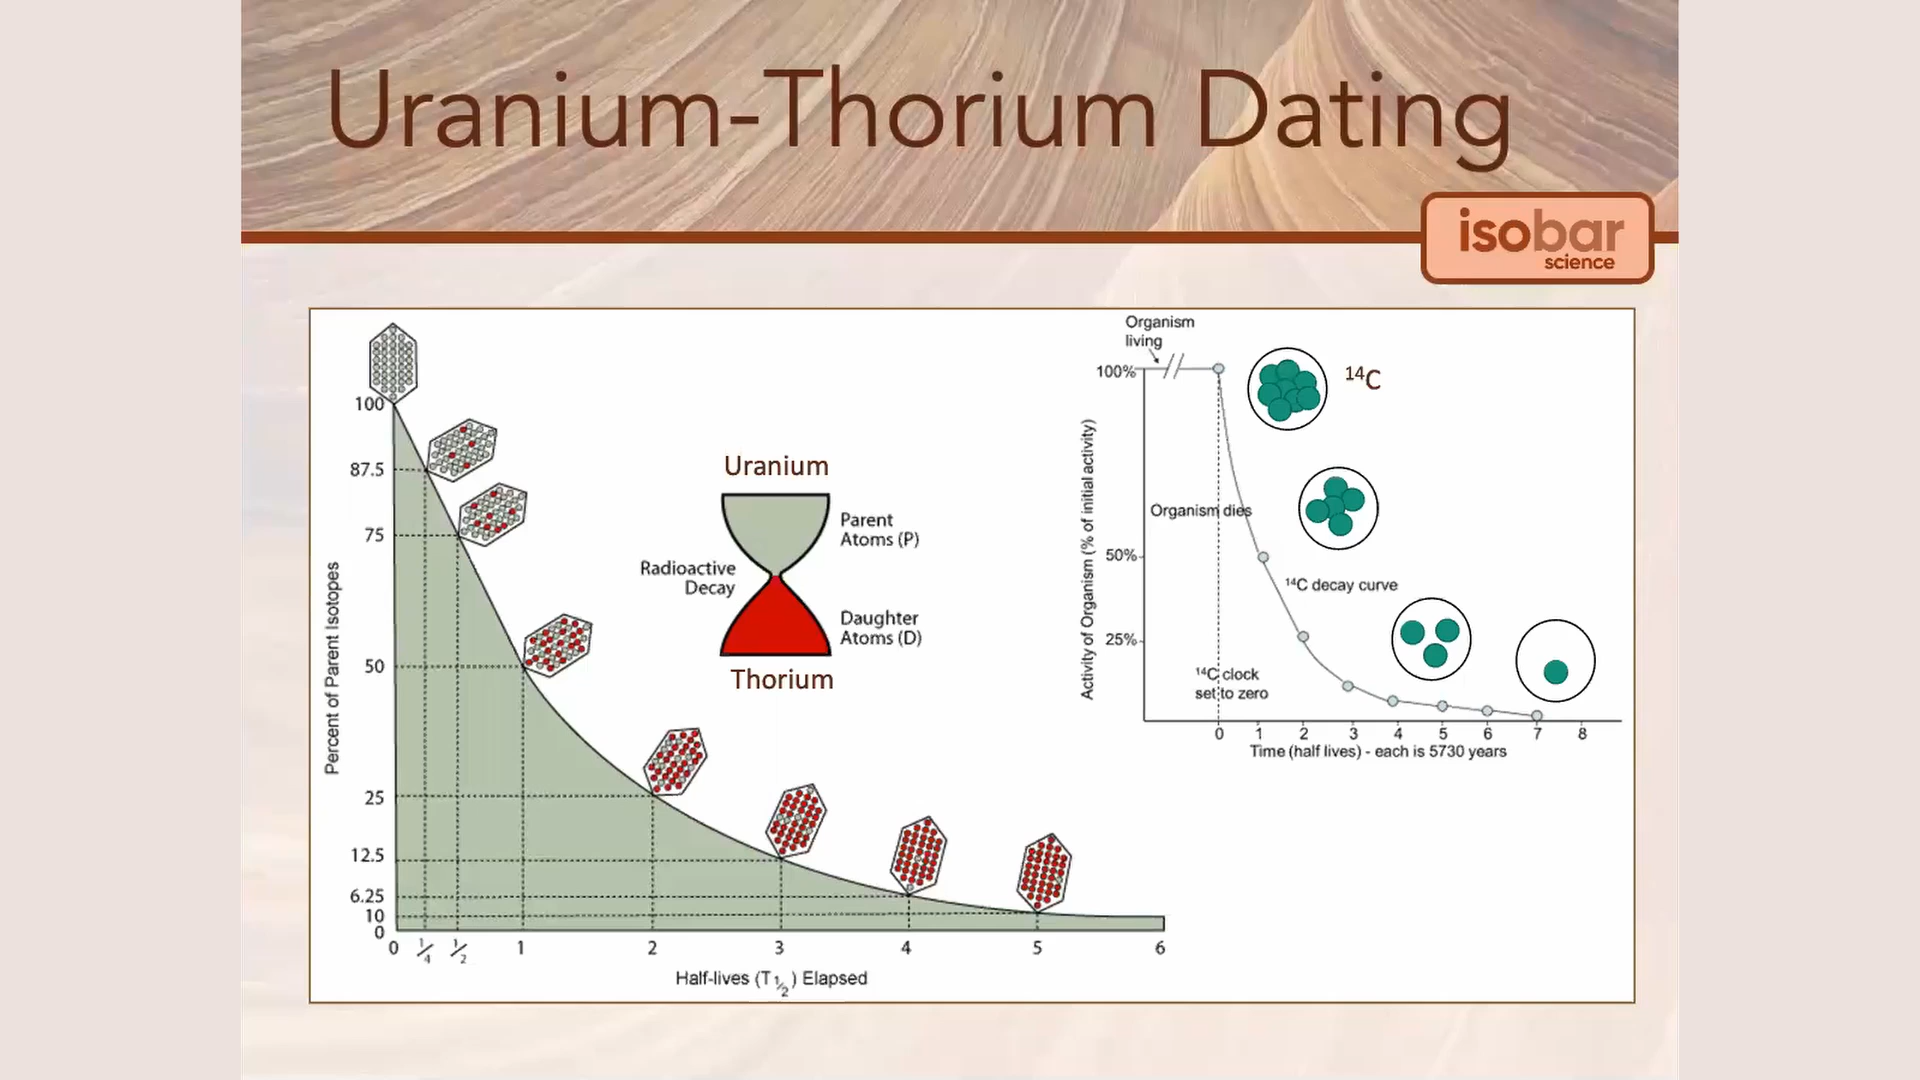 Uranium-Thorium Dating
isobar
science
100
87.5
75
50
25
12.5
6.25
10
0
Percent of Parent Isotopes
0 1/4 1/2 1 2 3 4 5 6
Half-lives (T 1/2) Elapsed
Uranium
Parent
Atoms (P)
Radioactive
Decay
Daughter
Atoms (D)
Thorium
Organism
living
100%
50%
25%
Activity of Organism (% of initial activity)
¹⁴C
Organism dies
¹⁴C decay curve
¹⁴C clock
set to zero
0 1 2 3 4 5 6 7 8
Time (half lives) - each is 5730 years